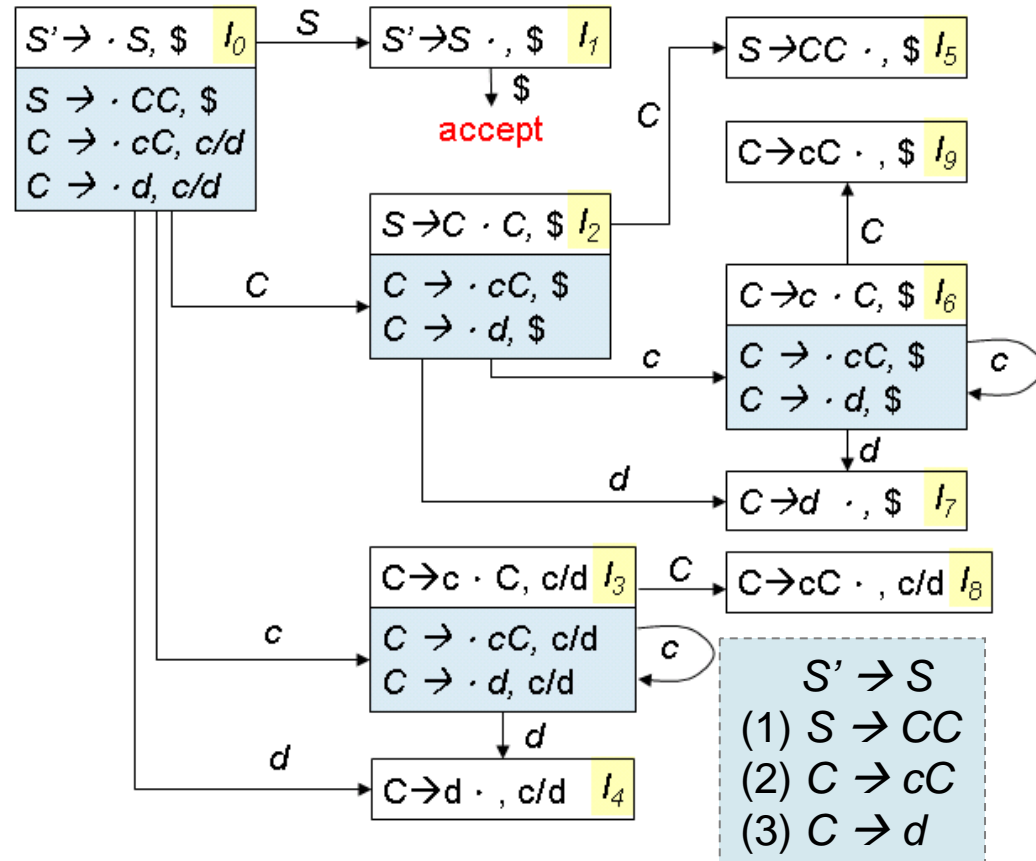 S' → · S, $ I0
S → · CC, $
C → · cC, c/d
C → · d, c/d
S
S' → S · , $ I1
$
accept
C
S → CC · , $ I5
C → cC · , $ I9
C
C
S → C · C, $ I2
C → · cC, $
C → · d, $
C → c · C, $ I6
C → · cC, $
C → · d, $
c
c
d
d
C → d · , $ I7
C → c · C, c/d I3
C → · cC, c/d
C → · d, c/d
C
C → cC · , c/d I8
c
c
d
d
C → d · , c/d I4
S' → S
(1) S → CC
(2) C → cC
(3) C → d